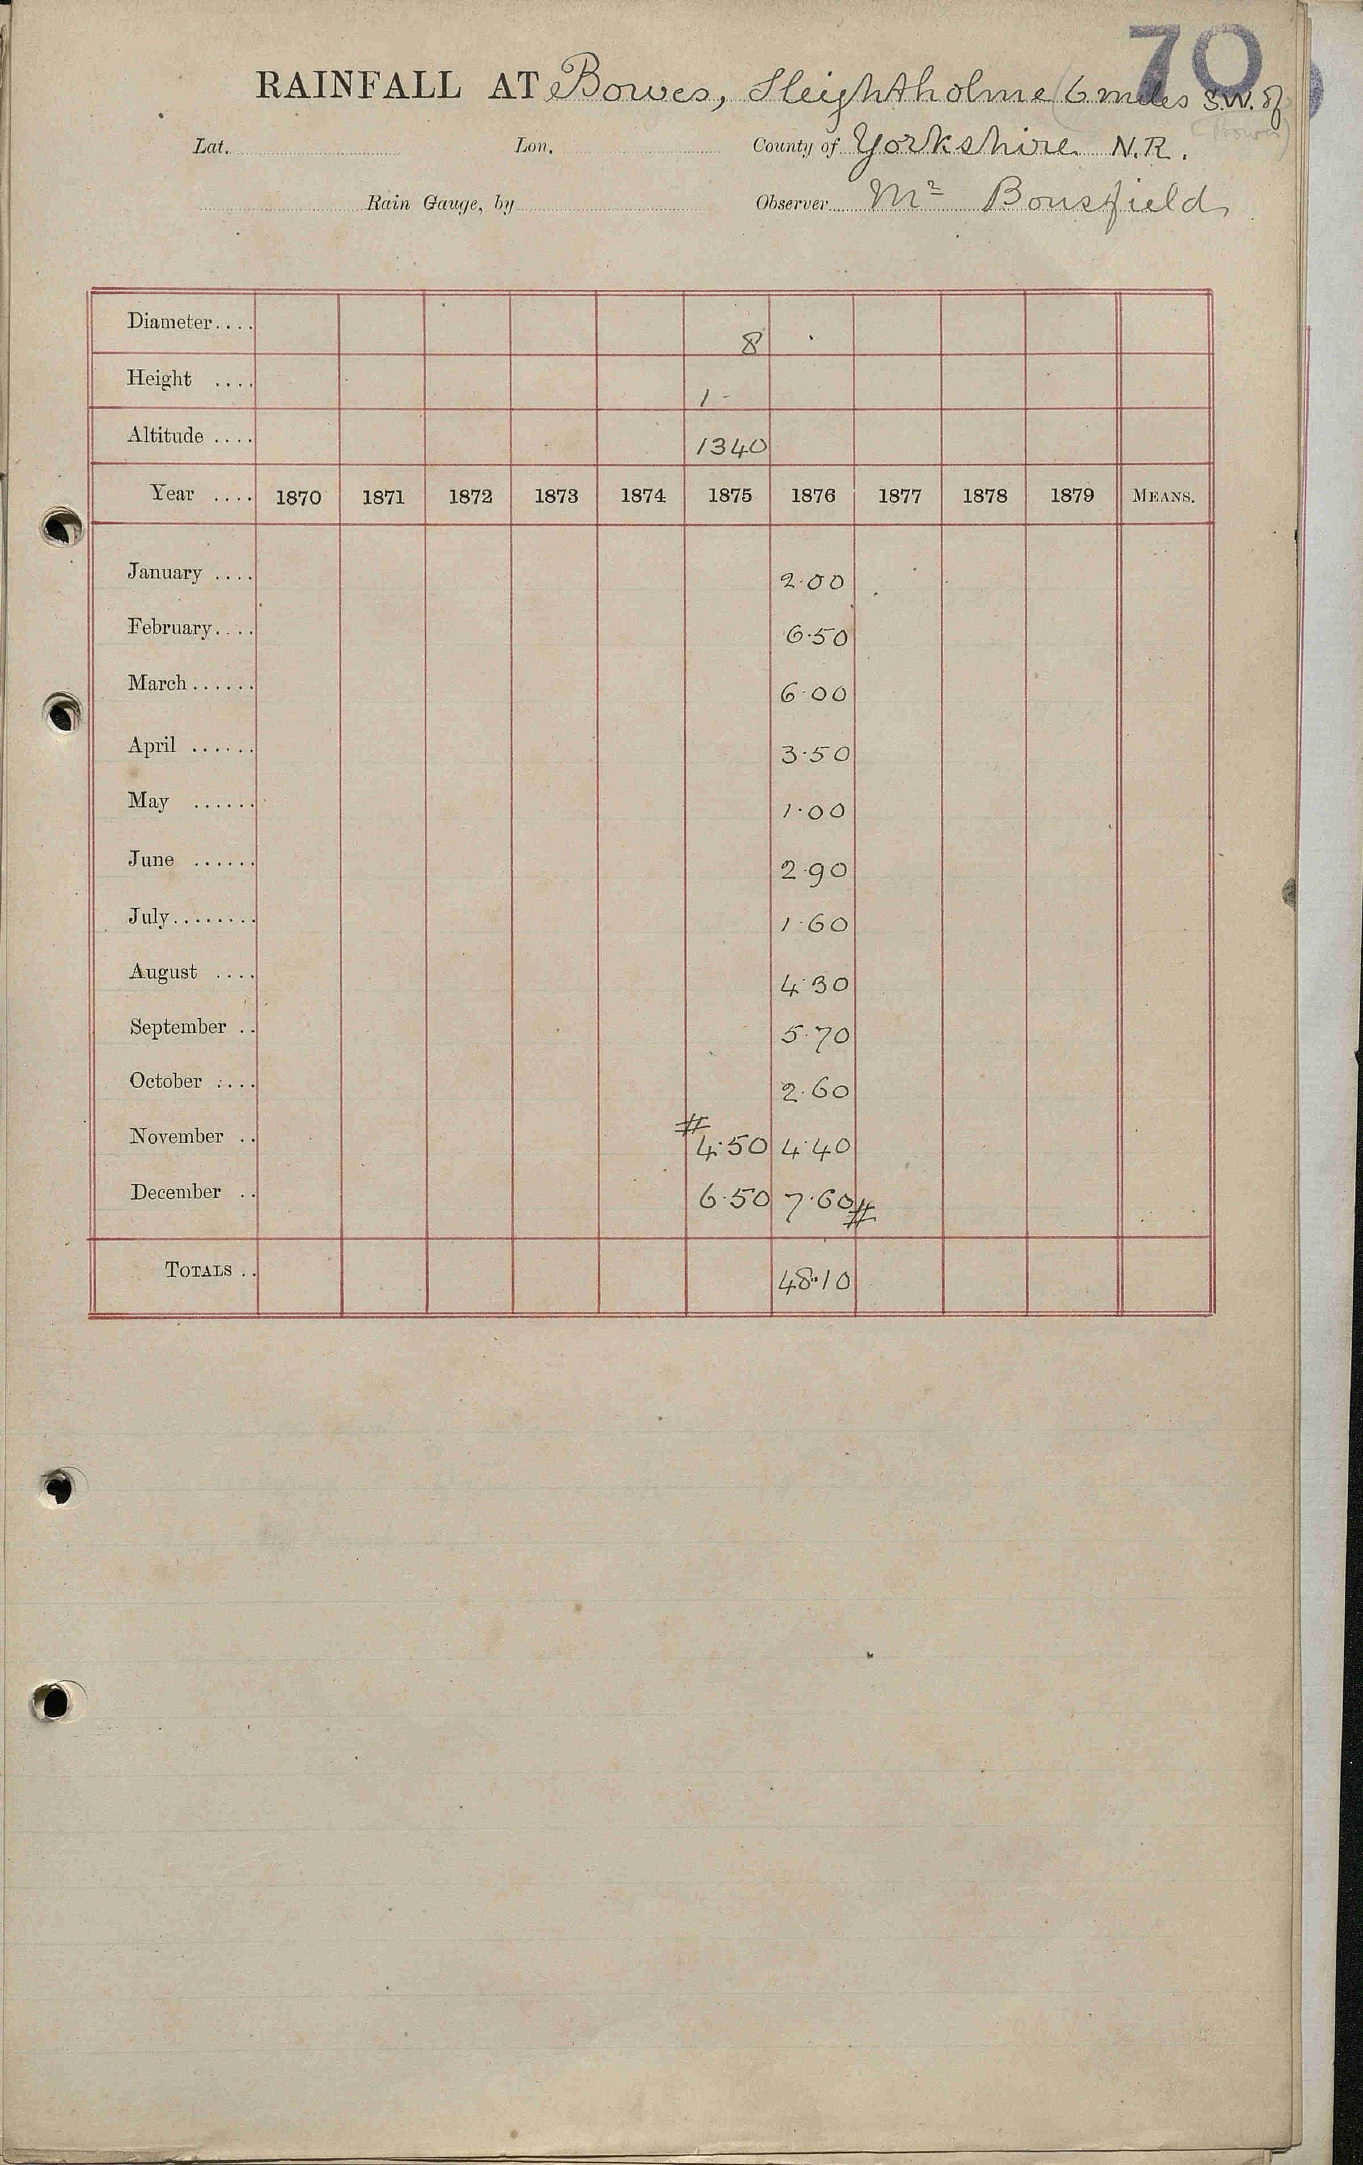 70
RAINFALL AT Bowes, Sleightholme (6 miles S.W. of
(Bowes)
Lat. Lon. County of Yorkshire N.R.
Rain Gauge, by Observer Mr Bousfield
Diameter.... 8
Height .... 1 -
Altitude .... 1340
Year .... 1870 1871 1872 1873 1874 1875 1876 1877 1878 1879 MEANS.
January .... 2.00
February.... 6.50
March...... 6.00
April ...... 3.50
May ...... 1.00
June ...... 2.90
July........ 1.60
August .... 4.30
September .. 5.70
October .... 2.60
November .. # 4.50 4.40
December .. 6.50 7.60 #
TOTALS .. 48.10